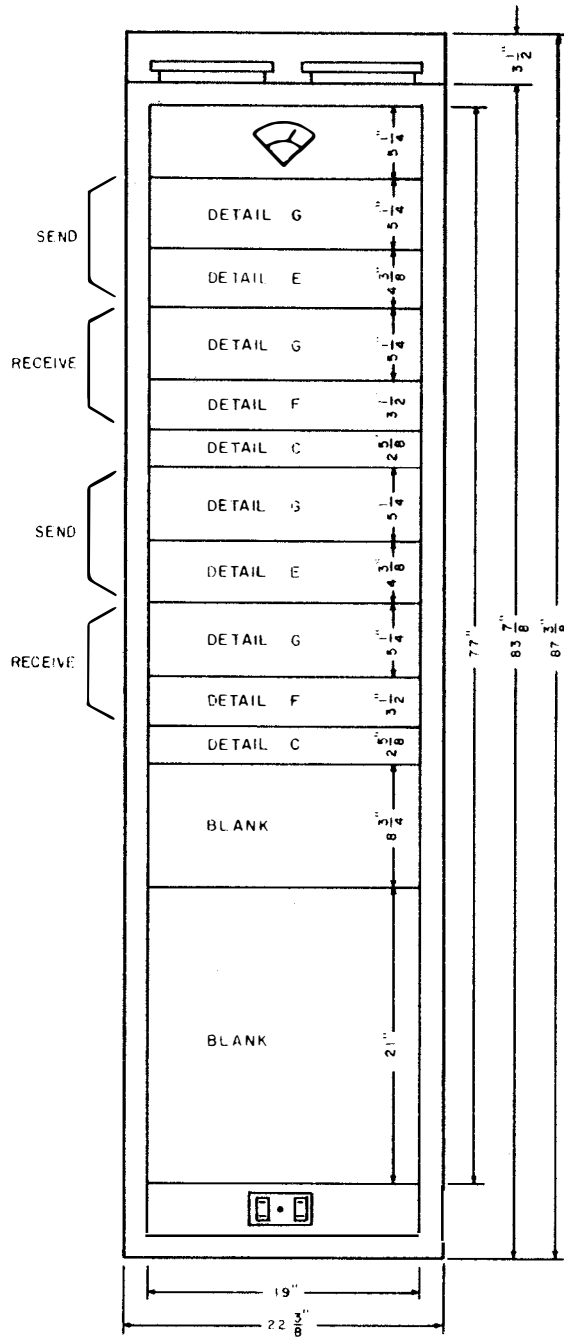 3 1/2"
5 1/4"
SEND
DETAIL G 5 1/4"
DETAIL E 4 3/8"
RECEIVE
DETAIL G 5 1/4"
DETAIL F 3 1/2"
DETAIL C 2 5/8"
SEND
DETAIL G 5 1/4"
DETAIL E 4 3/8"
RECEIVE
DETAIL G 5 1/4"
DETAIL F 3 1/2"
DETAIL C 2 5/8"
77"
83 7/8"
87 3/8"
BLANK 8 3/4"
BLANK 21"
19"
22 3/8"